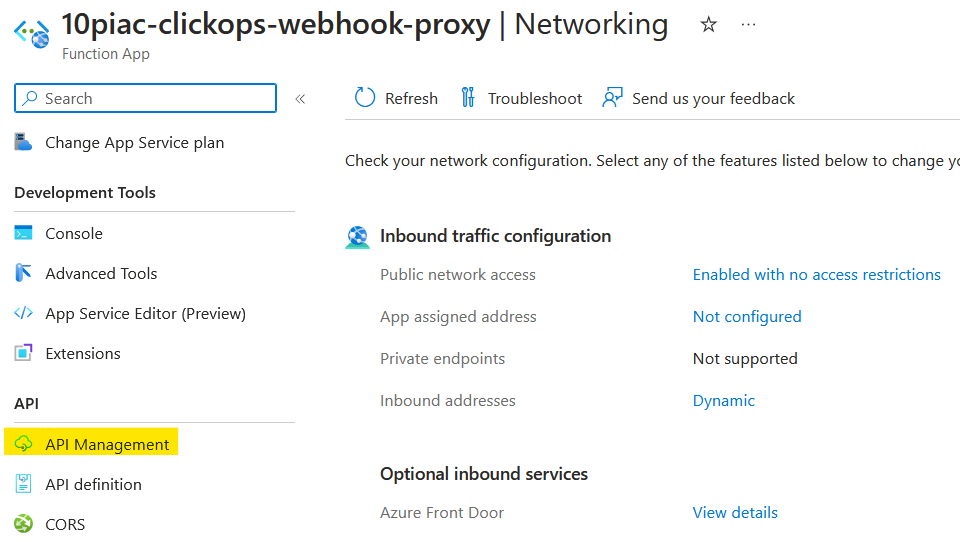 10piac-clickops-webhook-proxy | Networking
Function App
Search
Change App Service plan
Development Tools
Console
Advanced Tools
App Service Editor (Preview)
Extensions
API
API Management
API definition
CORS
Refresh
Troubleshoot
Send us your feedback
Check your network configuration. Select any of the features listed below to change yo
Inbound traffic configuration
Public network access Enabled with no access restrictions
App assigned address Not configured
Private endpoints Not supported
Inbound addresses Dynamic
Optional inbound services
Azure Front Door View details